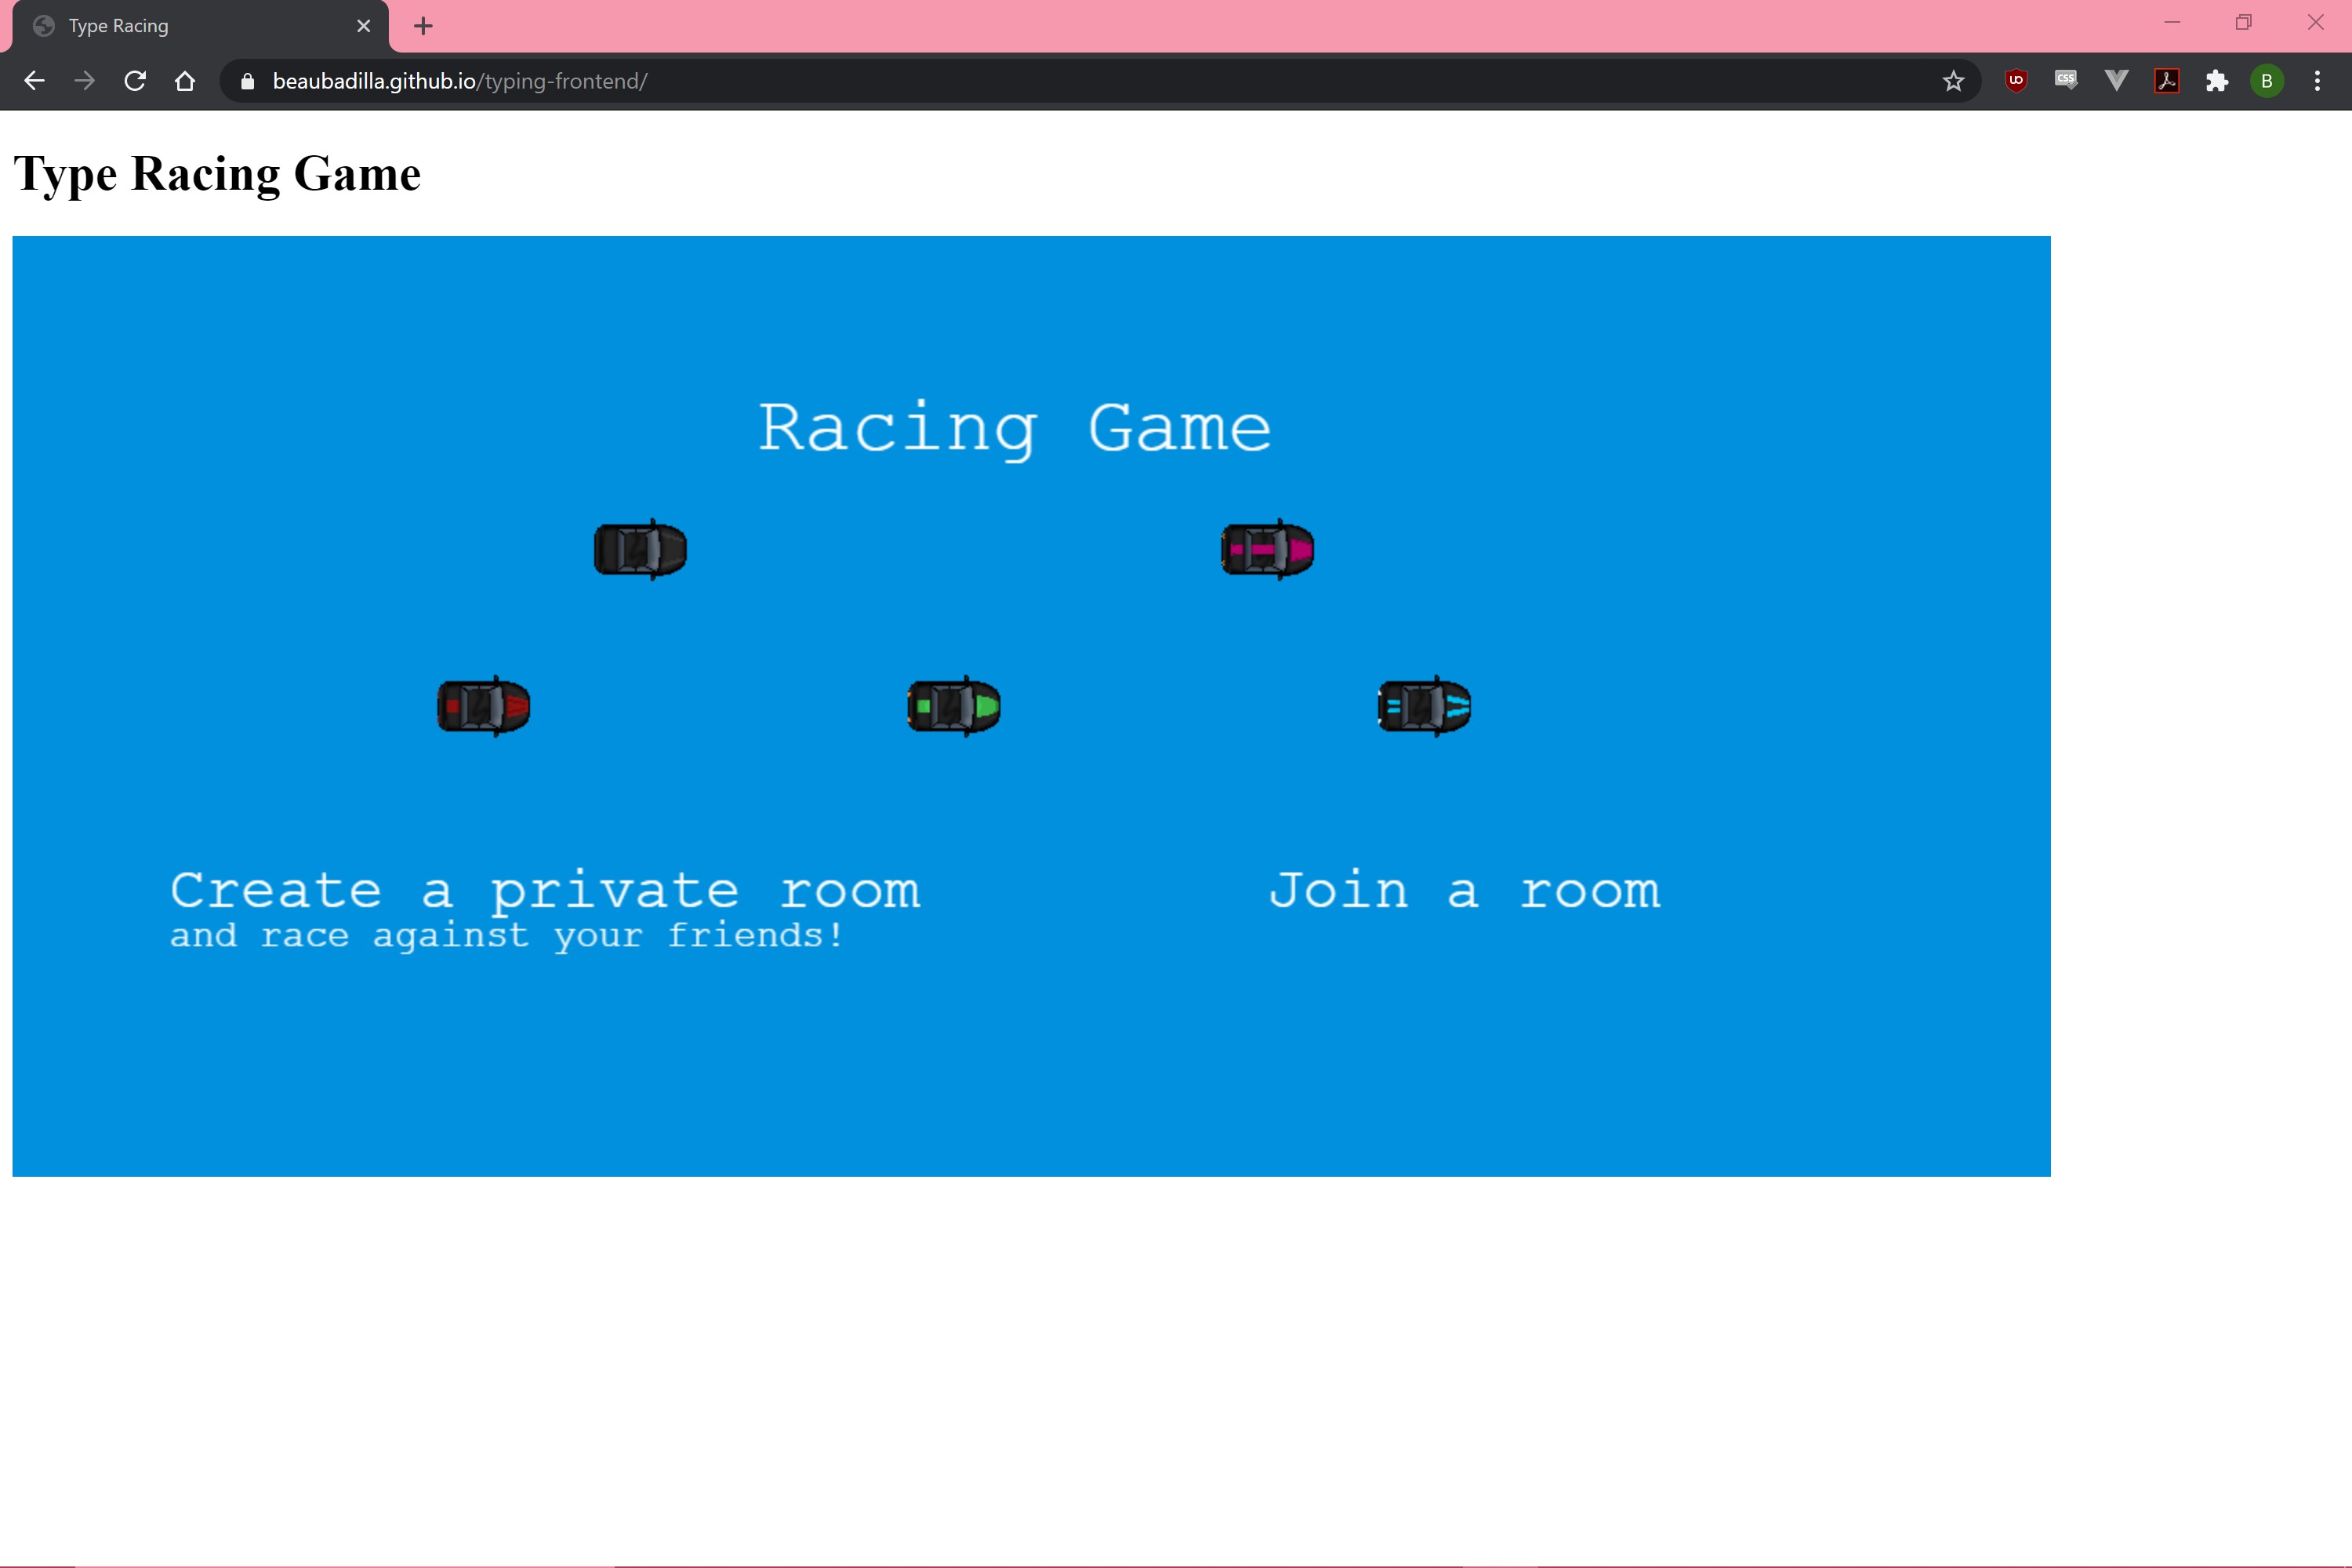 Type Racing
beaubadilla.github.io/typing-frontend/
CSS
B
Type Racing Game
Racing Game
Create a private room
and race against your friends!
Join a room